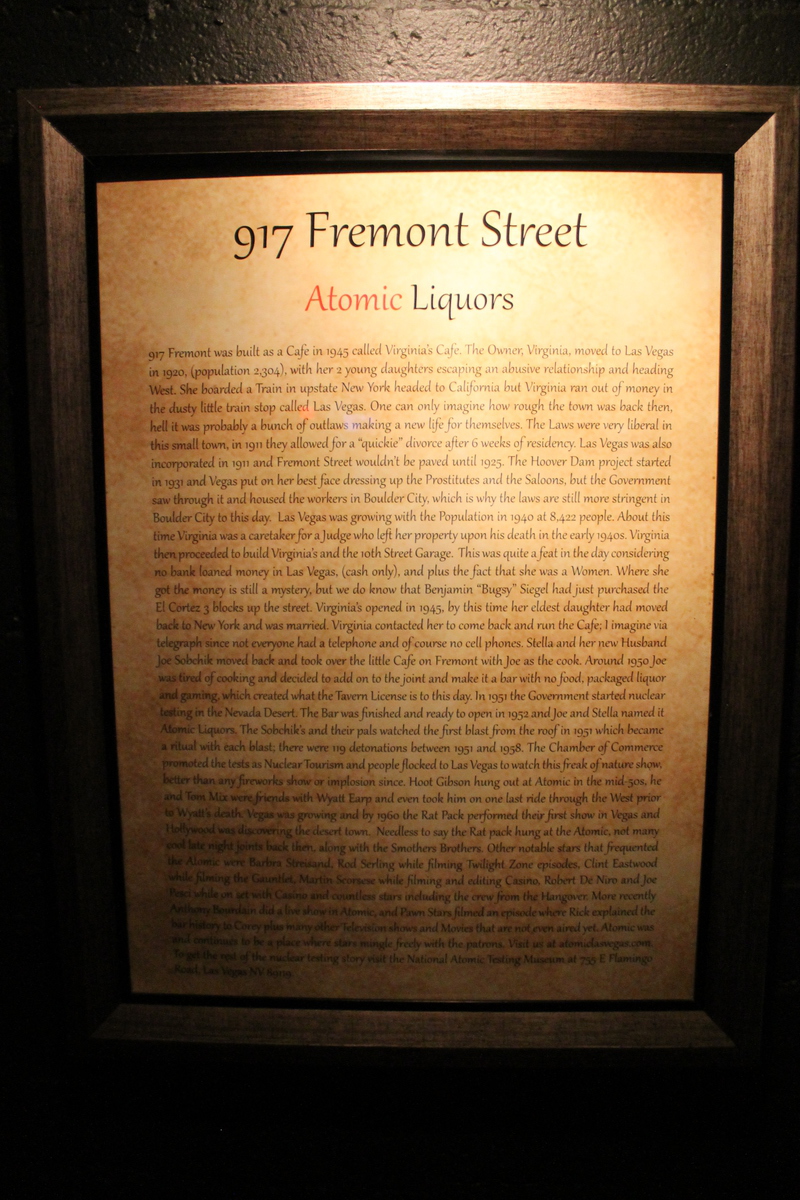 917 Fremont Street
Atomic Liquors
917 Fremont was built as a Cafe in 1945 called Virginia's Cafe. The Owner, Virginia, moved to Las Vegas
in 1920, (population 2,304), with her 2 young daughters escaping an abusive relationship and heading
West. She boarded a Train in upstate New York headed to California but Virginia ran out of money in
the dusty little train stop called Las Vegas. One can only imagine how rough the town was back then,
hell it was probably a bunch of outlaws making a new life for themselves. The Laws were very liberal in
this small town, in 1911 they allowed for a "quickie" divorce after 6 weeks of residency. Las Vegas was also
incorporated in 1911 and Fremont Street wouldn't be paved until 1925. The Hoover Dam project started
in 1931 and Vegas put on her best face dressing up the Prostitutes and the Saloons, but the Government
saw through it and housed the workers in Boulder City, which is why the laws are still more stringent in
Boulder City to this day. Las Vegas was growing with the Population in 1940 at 8,422 people. About this
time Virginia was a caretaker for a Judge who left her property upon his death in the early 1940s. Virginia
then proceeded to build Virginia's and the 10th Street Garage. This was quite a feat in the day considering
no bank loaned money in Las Vegas, (cash only), and plus the fact that she was a Women. Where she
got the money is still a mystery, but we do know that Benjamin "Bugsy" Siegel had just purchased the
El Cortez 3 blocks up the street. Virginia's opened in 1945, by this time her eldest daughter had moved
back to New York and was married. Virginia contacted her to come back and run the Cafe; I imagine via
telegraph since not everyone had a telephone and of course no cell phones. Stella and her new Husband
Joe Sobchik moved back and took over the little Cafe on Fremont with Joe as the cook. Around 1950 Joe
was tired of cooking and decided to add on to the joint and make it a bar with no food, packaged liquor
and gaming, which created what the Tavern License is to this day. In 1951 the Government started nuclear
testing in the Nevada Desert. The Bar was finished and ready to open in 1952 and Joe and Stella named it
Atomic Liquors. The Sobchik's and their pals watched the first blast from the roof in 1951 which became
a ritual with each blast; there were 119 detonations between 1951 and 1958. The Chamber of Commerce
promoted the tests as Nuclear Tourism and people flocked to Las Vegas to watch this freak of nature show,
better than any fireworks show or implosion since. Hoot Gibson hung out at Atomic in the mid-50s, he
and Tom Mix were friends with Wyatt Earp and even took him on one last ride through the West prior
to Wyatt's death. Vegas was growing and by 1960 the Rat Pack performed their first show in Vegas and
Hollywood was discovering the desert town. Needless to say the Rat pack hung at the Atomic, not many
cool late night joints back then, along with the Smothers Brothers. Other notable stars that frequented
the Atomic were Barbra Streisand, Rod Serling while filming Twilight Zone episodes, Clint Eastwood
while filming the Gauntlet, Martin Scorsese while filming and editing Casino, Robert De Niro and Joe
Pesci while on set with Casino and countless stars including the crew from the Hangover. More recently
Anthony Bourdain did a live show in Atomic, and Pawn Stars filmed an episode where Rick explained the
bar history to Corey plus many other Television shows and Movies that are not even aired yet. Atomic was
and continues to be a place where stars mingle freely with the patrons. Visit us at atomiclasvegas.com
To get the rest of the nuclear testing story visit the National Atomic Testing Museum at 755 E Flamingo
Road, Las Vegas NV